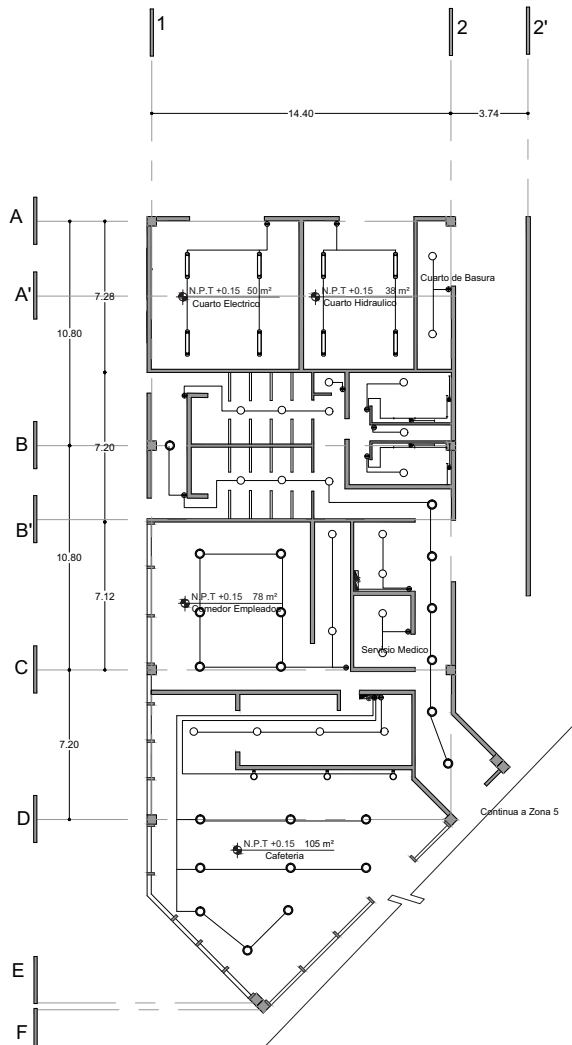 1
2
2'
14.40
3.74
A
Cuarto de Basura
A'
7.28
N.P.T +0.15 50 m²
Cuarto Electrico
N.P.T +0.15 38 m²
Cuarto Hidraulico
10.80
B
7.20
B'
10.80
7.12
N.P.T +0.15 78 m²
Comedor Empleados
Servicio Medico
C
7.20
D
Continua a Zona 5
N.P.T +0.15 105 m²
Cafeteria
E
F